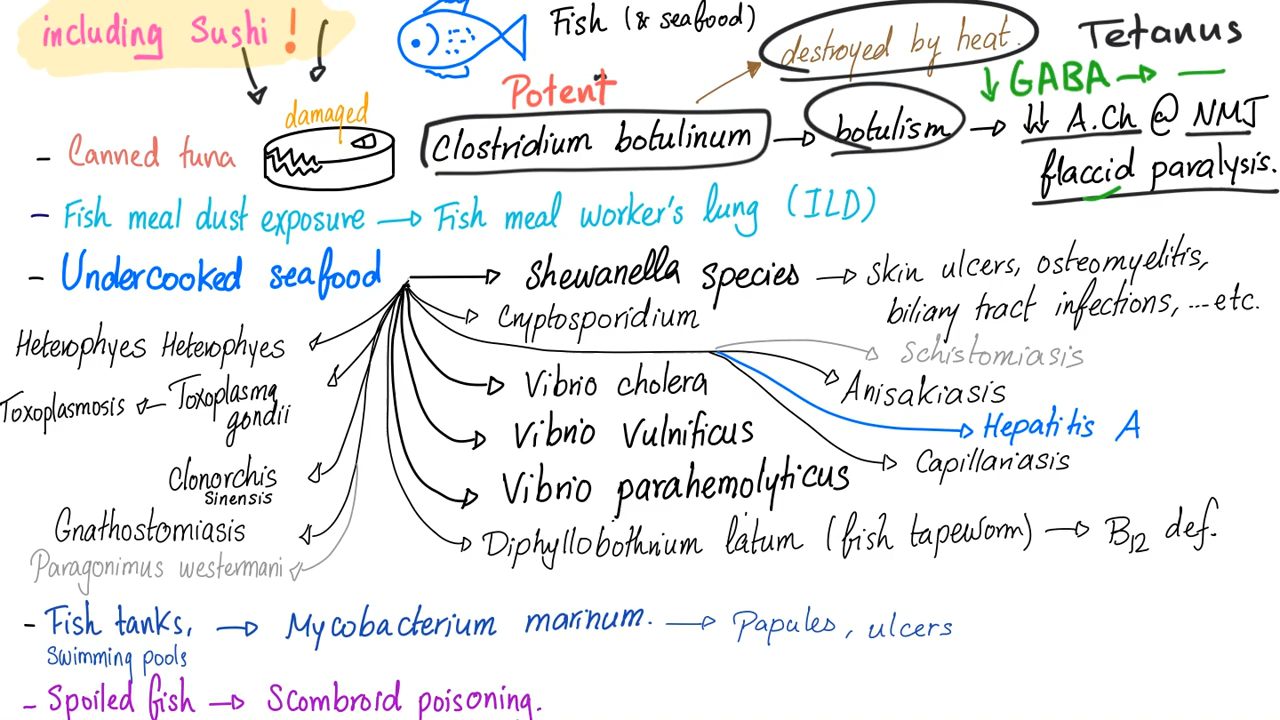 including Sushi !
Fish (& seafood)
destroyed by heat.
Tetanus
↓ GABA → —
Potent
damaged
- Canned tuna
Clostridium botulinum → botulism → ↓↓ A.Ch @ NMJ
flaccid paralysis.
- Fish meal dust exposure → Fish meal worker's lung (ILD)
- Undercooked seafood → Shewanella species → skin ulcers, osteomyelitis,
biliary tract infections, ... etc.
Cryptosporidium
Heterophyes Heterophyes
Schistomiasis
Toxoplasmosis ← Toxoplasma
gondii
Vibrio cholera
Anisakiasis
Hepatitis A
Vibrio Vulnificus
Capillariasis
Clonorchis
Sinensis
Vibrio parahemolyticus
Gnathostomiasis
Diphyllobothrium latum (fish tapeworm) → B12 def.
Paragonimus westermani
- Fish tanks, → Mycobacterium marinum. → Papules, ulcers
Swimming pools
- Spoiled fish → Scombroid poisoning.